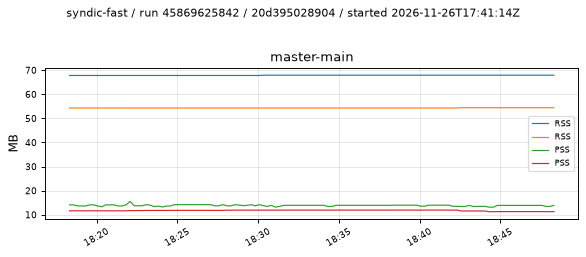 syndic-fast / run 45869625842 / 20d395028904 / started 2026-11-26T17:41:14Z
master-main
MB
70
60
50
40
30
20
10
RSS
RSS
PSS
PSS
18:20
18:25
18:30
18:35
18:40
18:45